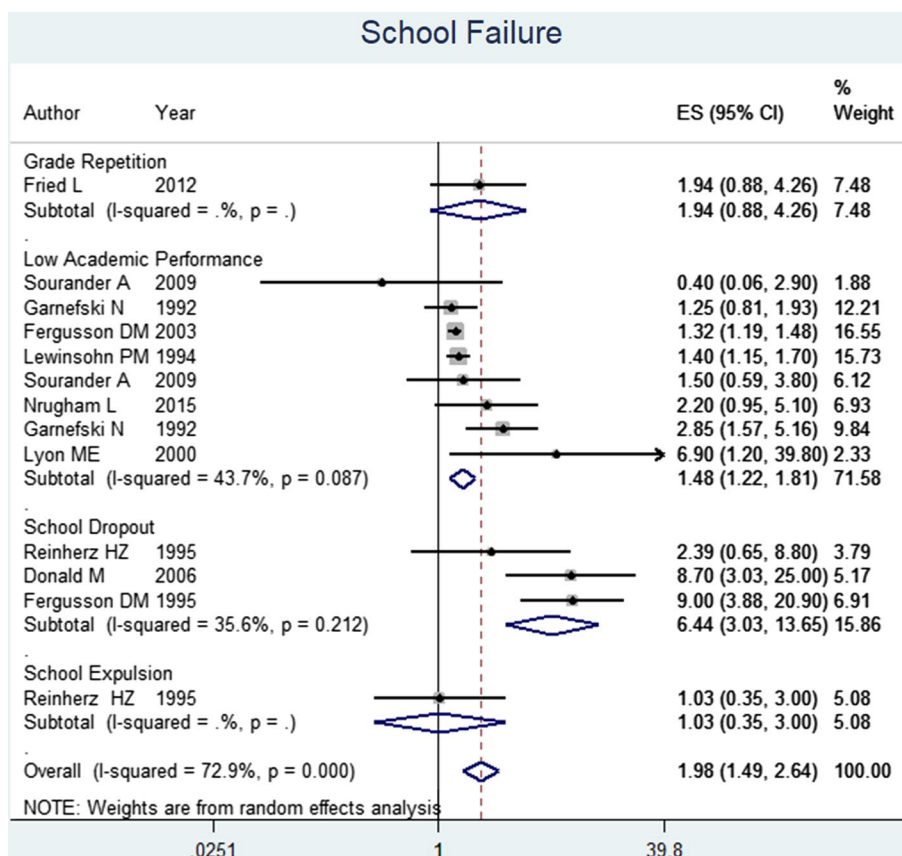 School Failure
%
Author Year ES (95% CI) Weight
Grade Repetition
Fried L 2012 1.94 (0.88, 4.26) 7.48
Subtotal (I-squared = .%, p = .) 1.94 (0.88, 4.26) 7.48
.
Low Academic Performance
Sourander A 2009 0.40 (0.06, 2.90) 1.88
Garnefski N 1992 1.25 (0.81, 1.93) 12.21
Fergusson DM 2003 1.32 (1.19, 1.48) 16.55
Lewinsohn PM 1994 1.40 (1.15, 1.70) 15.73
Sourander A 2009 1.50 (0.59, 3.80) 6.12
Nrugham L 2015 2.20 (0.95, 5.10) 6.93
Garnefski N 1992 2.85 (1.57, 5.16) 9.84
Lyon ME 2000 6.90 (1.20, 39.80) 2.33
Subtotal (I-squared = 43.7%, p = 0.087) 1.48 (1.22, 1.81) 71.58
.
School Dropout
Reinherz HZ 1995 2.39 (0.65, 8.80) 3.79
Donald M 2006 8.70 (3.03, 25.00) 5.17
Fergusson DM 1995 9.00 (3.88, 20.90) 6.91
Subtotal (I-squared = 35.6%, p = 0.212) 6.44 (3.03, 13.65) 15.86
.
School Expulsion
Reinherz HZ 1995 1.03 (0.35, 3.00) 5.08
Subtotal (I-squared = .%, p = .) 1.03 (0.35, 3.00) 5.08
.
Overall (I-squared = 72.9%, p = 0.000) 1.98 (1.49, 2.64) 100.00
NOTE: Weights are from random effects analysis
.0251 1 39.8